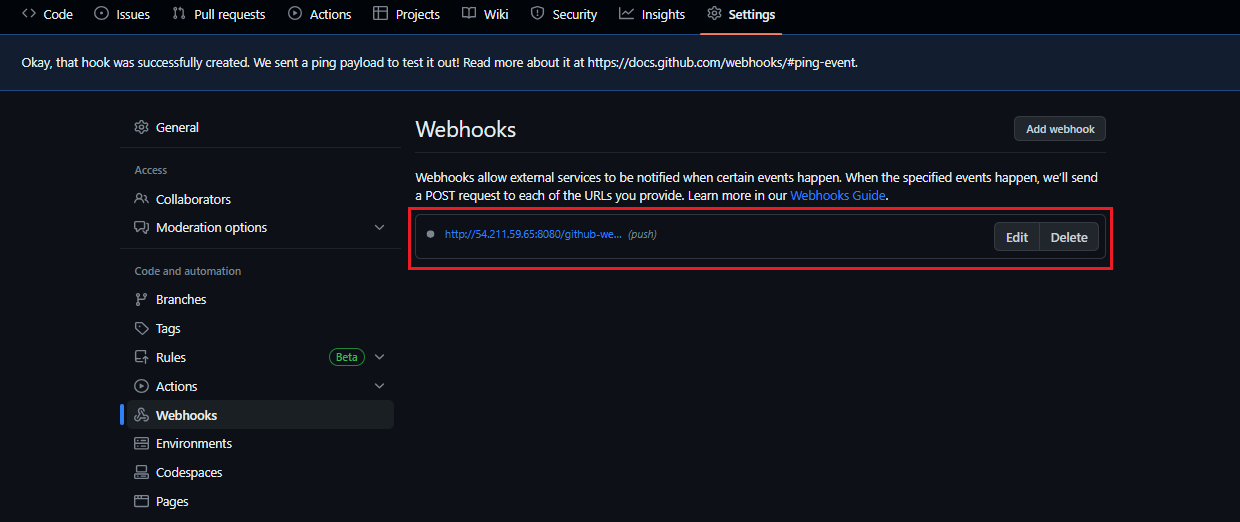 Code Issues Pull requests Actions Projects Wiki Security Insights Settings
Okay, that hook was successfully created. We sent a ping payload to test it out! Read more about it at https://docs.github.com/webhooks/#ping-event.
General
Access
Collaborators
Moderation options
Code and automation
Branches
Tags
Rules Beta
Actions
Webhooks
Environments
Codespaces
Pages
Webhooks Add webhook
Webhooks allow external services to be notified when certain events happen. When the specified events happen, we'll send
a POST request to each of the URLs you provide. Learn more in our Webhooks Guide.
http://54.211.59.65:8080/github-we... (push) Edit Delete